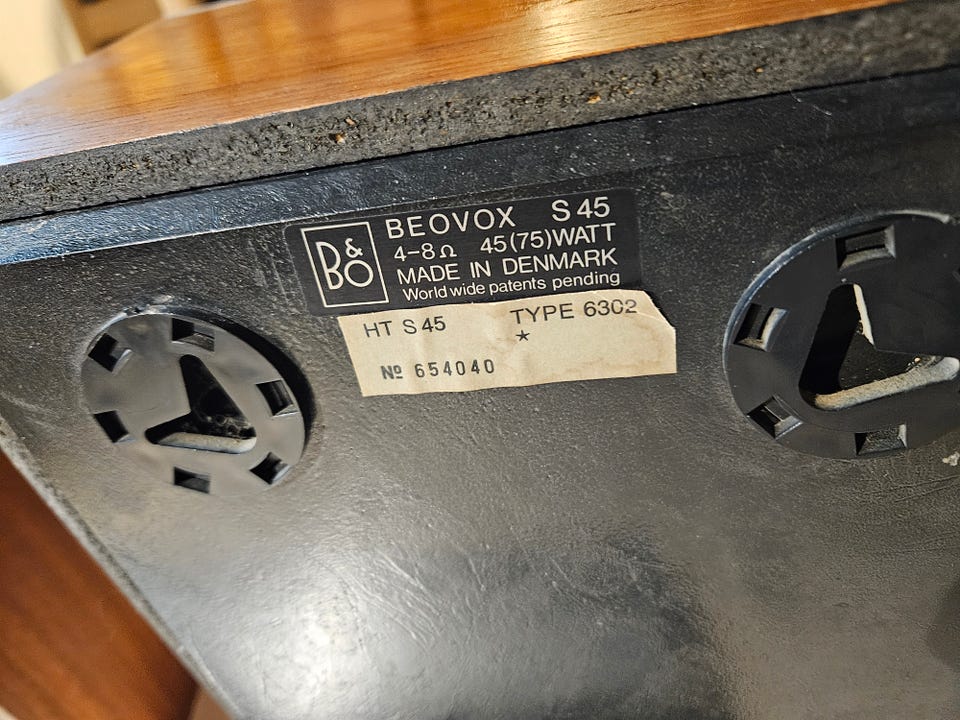 B&O
BEOVOX S 45
4–8Ω 45(75)WATT
MADE IN DENMARK
World wide patents pending
HT S 45 TYPE 6302
*
№ 654040